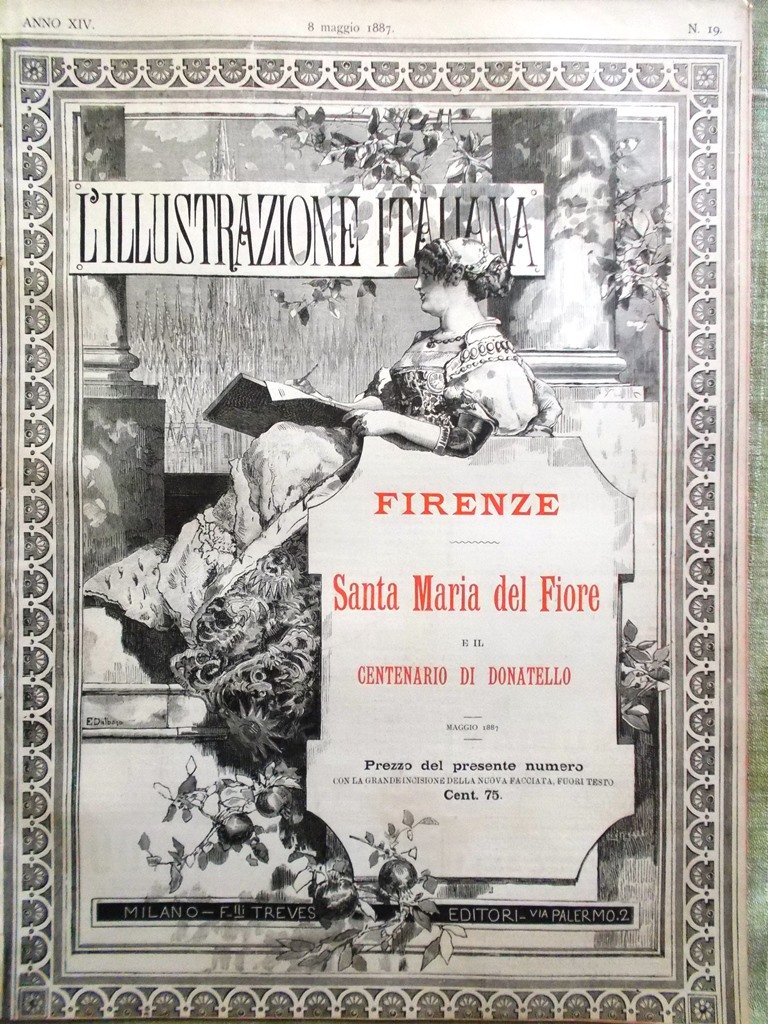 ANNO XIV.
8 maggio 1887.
N. 19.
L'ILLUSTRAZIONE ITALIANA
FIRENZE
Santa Maria del Fiore
E IL
CENTENARIO DI DONATELLO
MAGGIO 1887
Prezzo del presente numero
CON LA GRANDE INCISIONE DELLA NUOVA FACCIATA, FUORI TESTO
Cent. 75.
E. Dalbono
MILANO — F.lli TREVES
EDITORI — VIA PALERMO. 2